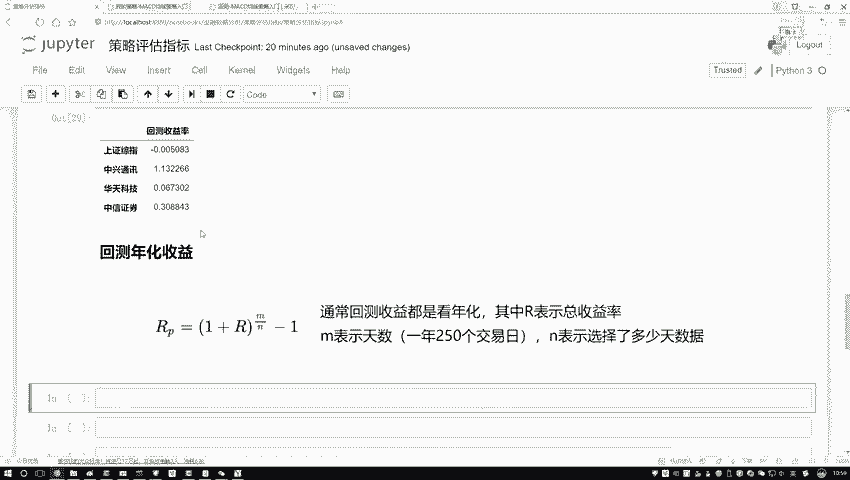 jupyter 策略评估指标 Last Checkpoint: 20 minutes ago (unsaved changes)
Logout
File Edit View Insert Cell Kernel Widgets Help
Trusted Python 3
Code
Out[29]:
回测收益率
上证综指 -0.005083
中兴通讯 1.132266
华天科技 0.067302
中信证券 0.308843
回测年化收益
通常回测收益都是看年化，其中R表示总收益率
Rp = (1 + R)^(m/n) − 1
m表示天数（一年250个交易日），n表示选择了多少天数据
In [ ]:
In [ ]:
10:59